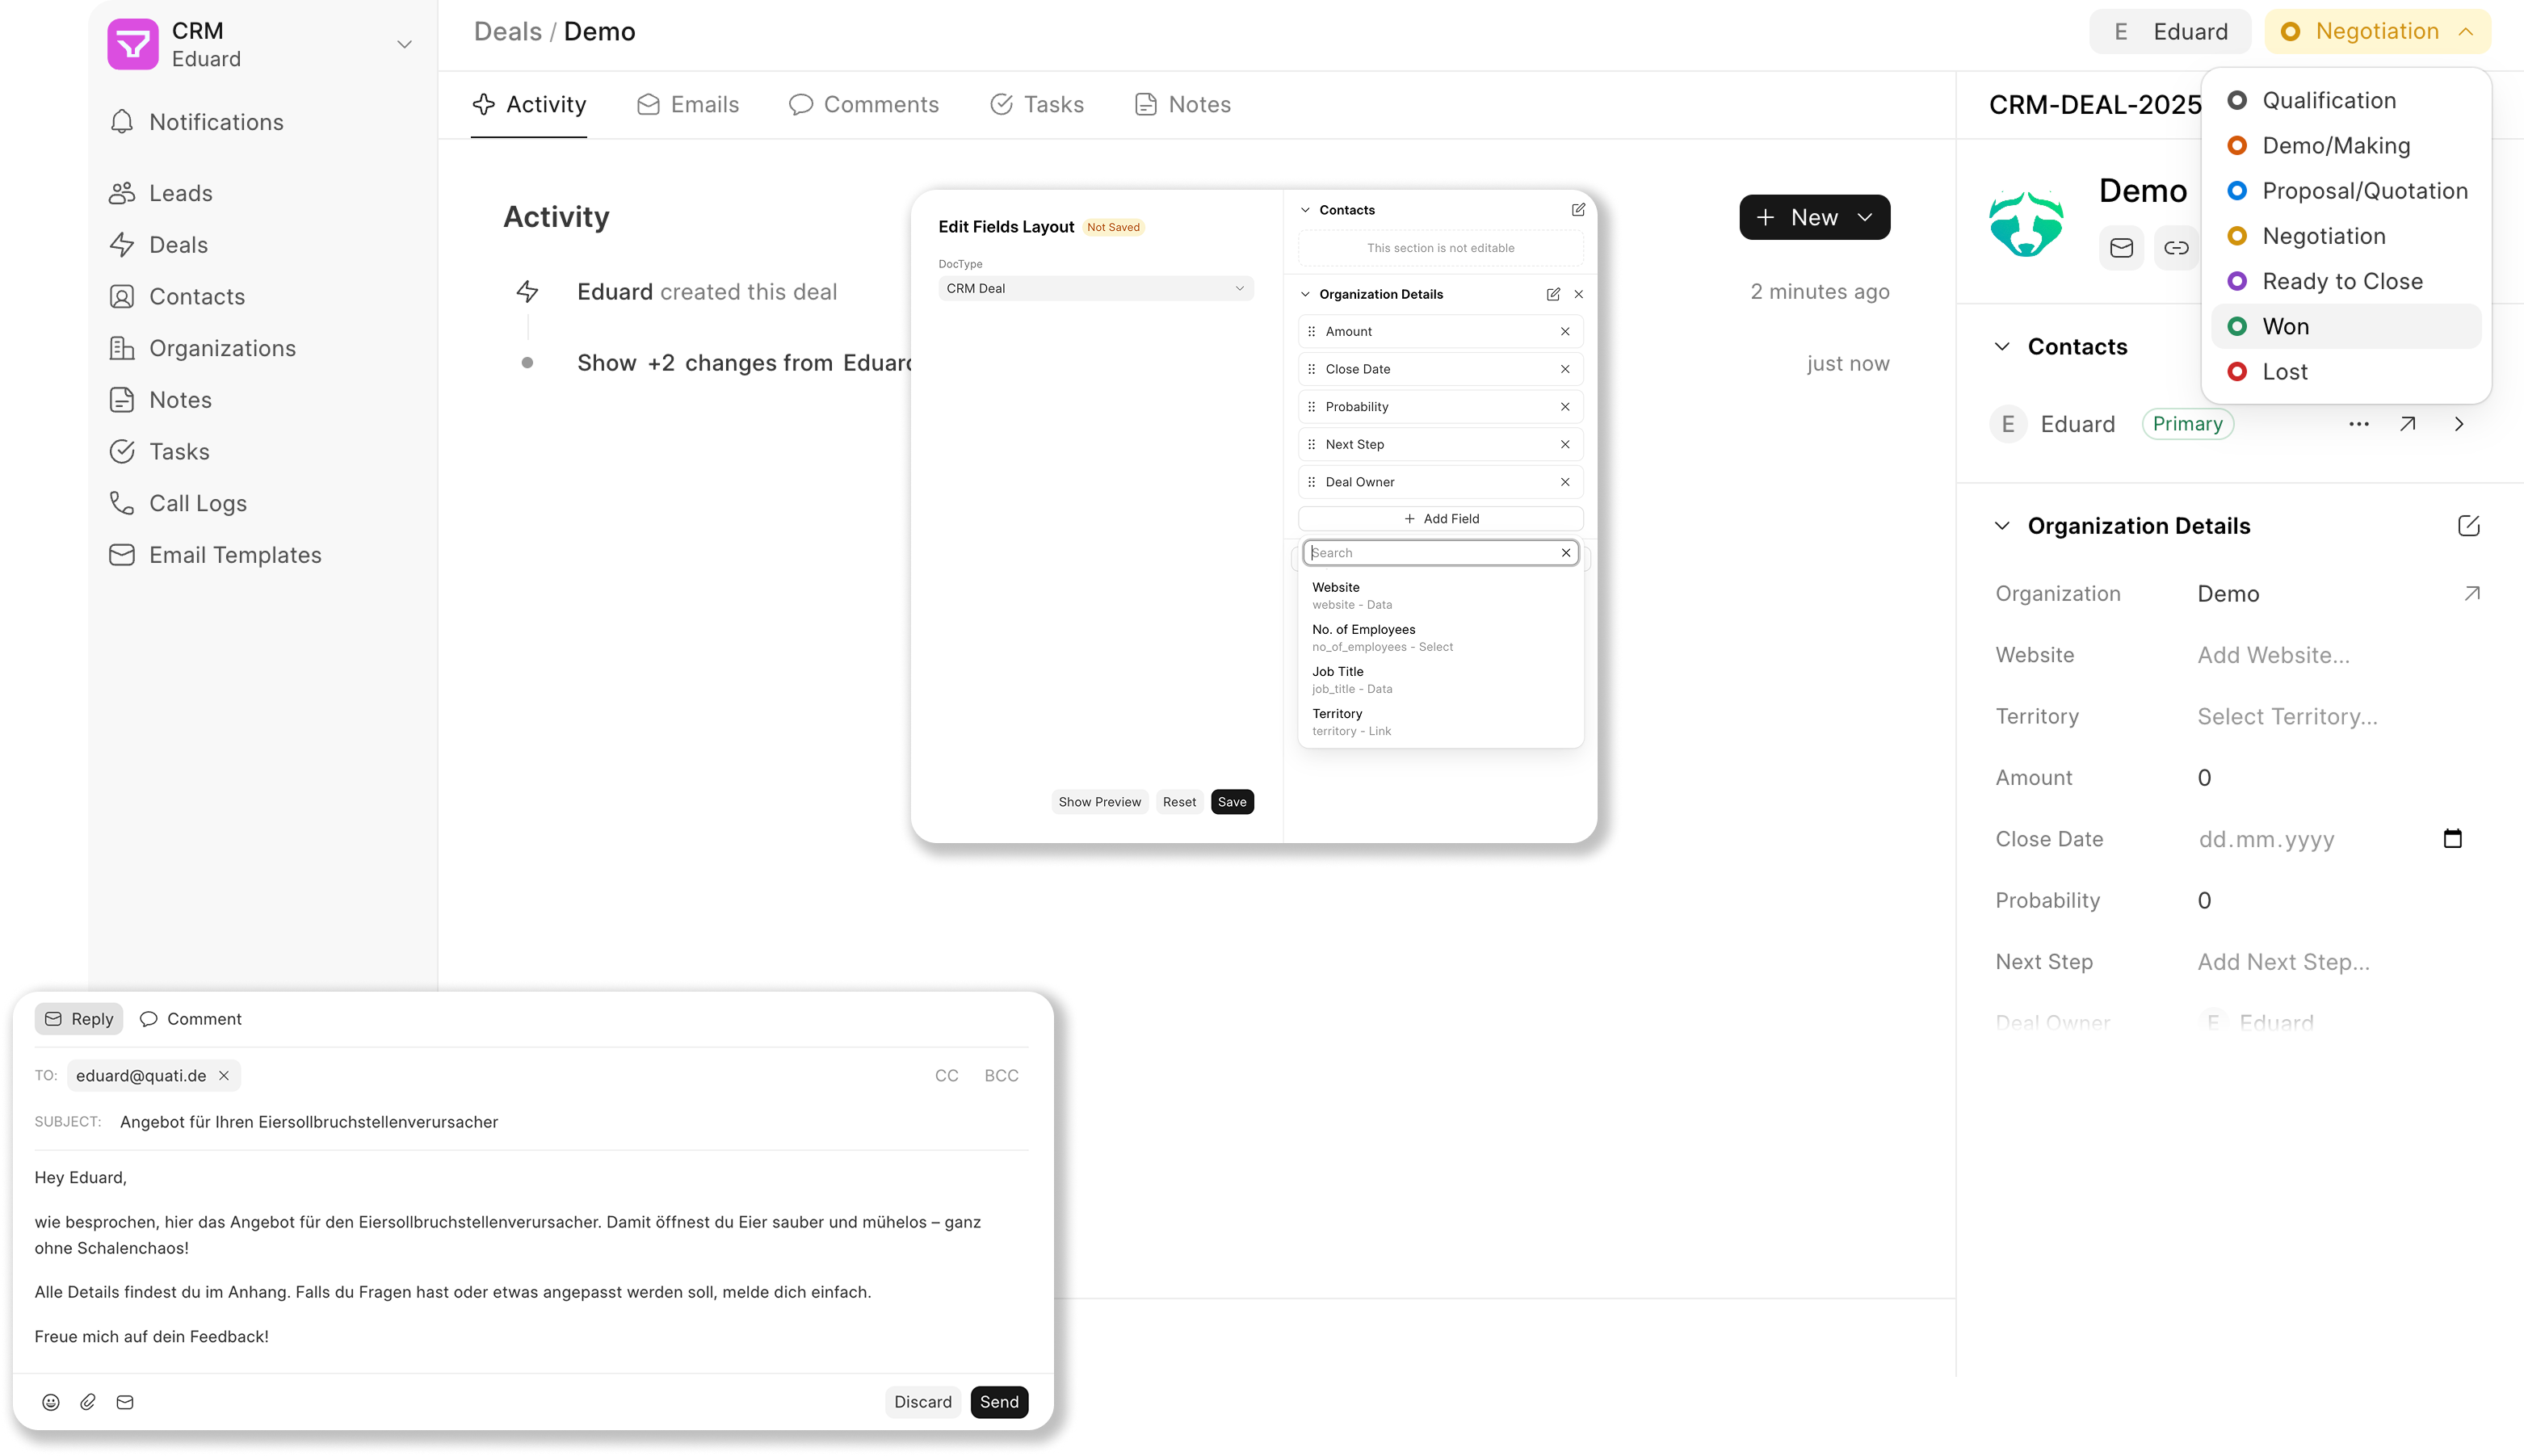 CRM
Eduard
Notifications
Leads
Deals
Contacts
Organizations
Notes
Tasks
Call Logs
Email Templates
Deals / Demo
E Eduard
Negotiation
Activity
Emails
Comments
Tasks
Notes
Activity
+ New
Eduard created this deal
2 minutes ago
Show +2 changes from
just now
Edit Fields Layout Not Saved
DocType
CRM Deal
Show Preview
Reset
Save
Contacts
This section is not editable
Organization Details
Amount
Close Date
Probability
Next Step
Deal Owner
+ Add Field
Search
Website
website - Data
No. of Employees
no_of_employees - Select
Job Title
job_title - Data
Territory
territory - Link
CRM-DEAL-2025
Qualification
Demo/Making
Proposal/Quotation
Negotiation
Ready to Close
Won
Lost
Demo
Contacts
E Eduard Primary
Organization Details
Organization Demo
Website Add Website...
Territory Select Territory...
Amount 0
Close Date dd.mm.yyyy
Probability 0
Next Step Add Next Step...
Deal Owner E Eduard
Reply
Comment
TO: eduard@quati.de
CC BCC
SUBJECT: Angebot für Ihren Eiersollbruchstellenverursacher
Hey Eduard,
wie besprochen, hier das Angebot für den Eiersollbruchstellenverursacher. Damit öffnest du Eier sauber und mühelos – ganz
ohne Schalenchaos!
Alle Details findest du im Anhang. Falls du Fragen hast oder etwas angepasst werden soll, melde dich einfach.
Freue mich auf dein Feedback!
Discard
Send